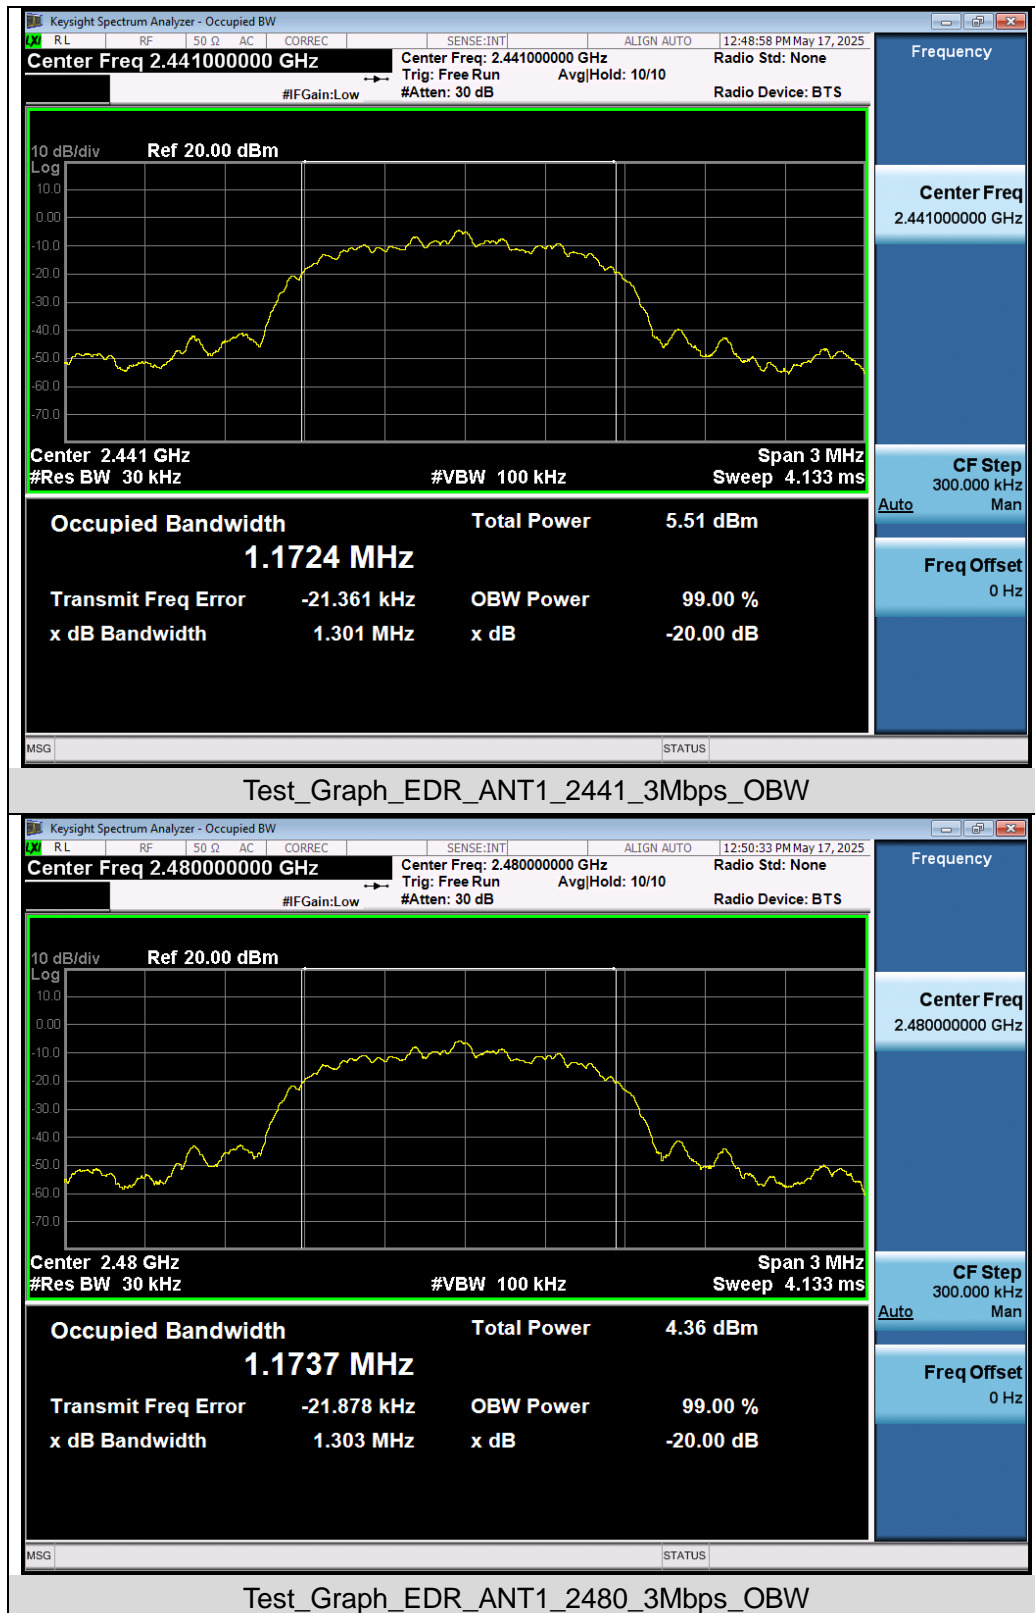 Keysight Spectrum Analyzer - Occupied BW
LXI RL RF 50 Ω AC CORREC SENSE:INT ALIGN AUTO 12:48:58 PM May 17, 2025
Center Freq 2.441000000 GHz
Center Freq: 2.441000000 GHz
Radio Std: None
Trig: Free Run Avg|Hold: 10/10
#IFGain:Low #Atten: 30 dB Radio Device: BTS
Frequency
10 dB/div Ref 20.00 dBm
Log
10.0
0.00
-10.0
-20.0
-30.0
-40.0
-50.0
-60.0
-70.0
Center 2.441 GHz Span 3 MHz
#Res BW 30 kHz #VBW 100 kHz Sweep 4.133 ms
Center Freq
2.441000000 GHz
CF Step
300.000 kHz
Auto Man
Freq Offset
0 Hz
Occupied Bandwidth Total Power 5.51 dBm
1.1724 MHz
Transmit Freq Error -21.361 kHz OBW Power 99.00 %
x dB Bandwidth 1.301 MHz x dB -20.00 dB
MSG STATUS
Test_Graph_EDR_ANT1_2441_3Mbps_OBW
Keysight Spectrum Analyzer - Occupied BW
LXI RL RF 50 Ω AC CORREC SENSE:INT ALIGN AUTO 12:50:33 PM May 17, 2025
Center Freq 2.480000000 GHz
Center Freq: 2.480000000 GHz
Radio Std: None
Trig: Free Run Avg|Hold: 10/10
#IFGain:Low #Atten: 30 dB Radio Device: BTS
Frequency
10 dB/div Ref 20.00 dBm
Log
10.0
0.00
-10.0
-20.0
-30.0
-40.0
-50.0
-60.0
-70.0
Center 2.48 GHz Span 3 MHz
#Res BW 30 kHz #VBW 100 kHz Sweep 4.133 ms
Center Freq
2.480000000 GHz
CF Step
300.000 kHz
Auto Man
Freq Offset
0 Hz
Occupied Bandwidth Total Power 4.36 dBm
1.1737 MHz
Transmit Freq Error -21.878 kHz OBW Power 99.00 %
x dB Bandwidth 1.303 MHz x dB -20.00 dB
MSG STATUS
Test_Graph_EDR_ANT1_2480_3Mbps_OBW